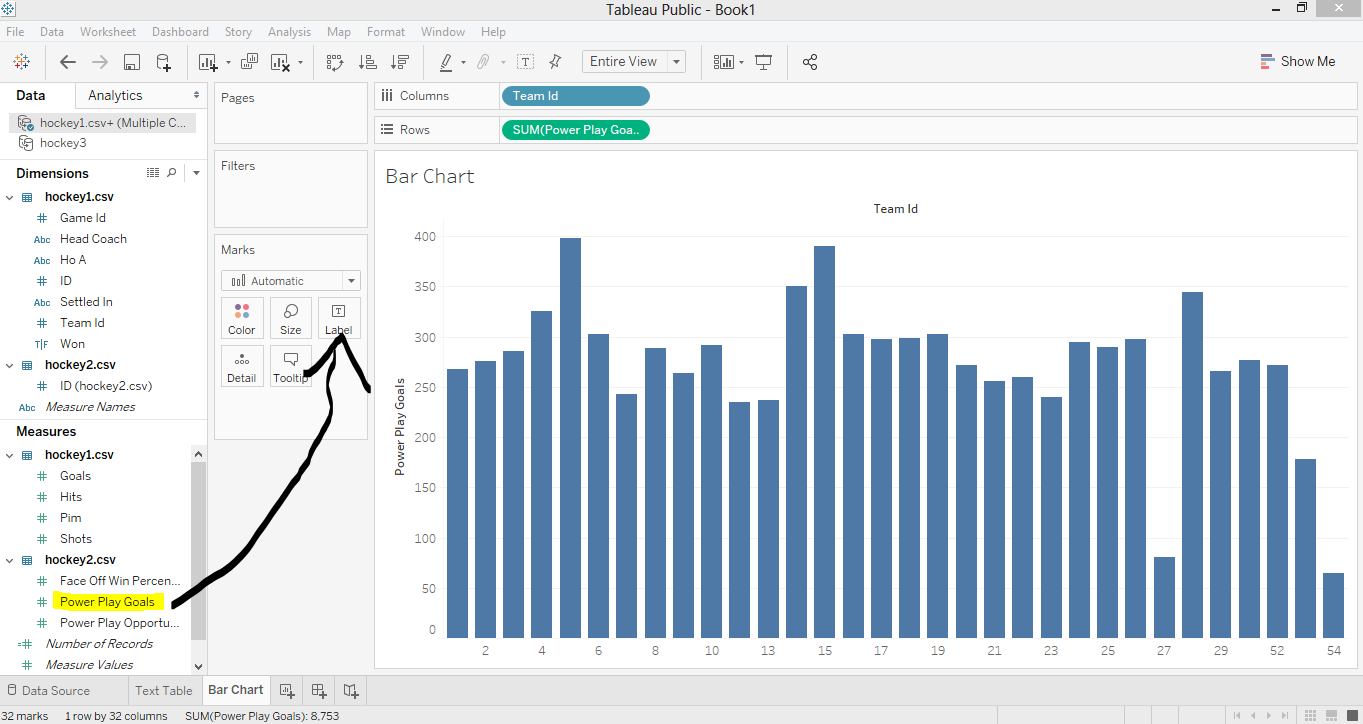 Tableau Public - Book1
File Data Worksheet Dashboard Story Analysis Map Format Window Help
Entire View
Show Me
Data Analytics
hockey1.csv+ (Multiple C...
hockey3
Dimensions
hockey1.csv
# Game Id
Abc Head Coach
Abc Ho A
# ID
Abc Settled In
# Team Id
T|F Won
hockey2.csv
# ID (hockey2.csv)
Abc Measure Names
Measures
hockey1.csv
# Goals
# Hits
# Pim
# Shots
hockey2.csv
# Face Off Win Percen...
# Power Play Goals
# Power Play Opportu...
=# Number of Records
# Measure Values
Pages
Filters
Marks
Automatic
Color Size Label
Detail Tooltip
Columns Team Id
Rows SUM(Power Play Goa..
Bar Chart
Team Id
Power Play Goals
400
350
300
250
200
150
100
50
0
2 4 6 8 10 13 15 17 19 21 23 25 27 29 52 54
Data Source Text Table Bar Chart
32 marks 1 row by 32 columns SUM(Power Play Goals): 8,753